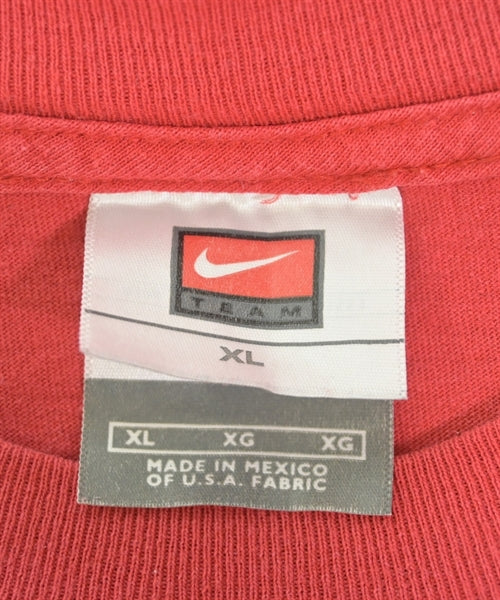 TEAM
XL
XL XG XG
MADE IN MEXICO
OF U.S.A. FABRIC